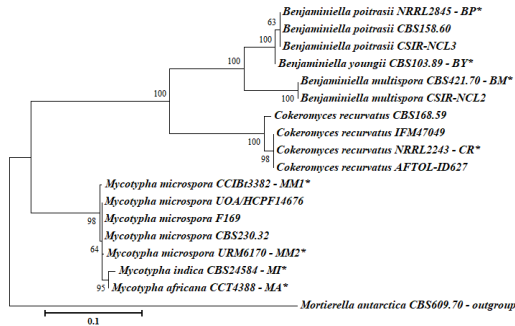 Benjaminiella poitrasii NRRL2845 - BP*
63
Benjaminiella poitrasii CBS158.60
100
Benjaminiella poitrasii CSIR-NCL3
Benjaminiella youngii CBS103.89 - BY*
100
Benjaminiella multispora CBS421.70 - BM*
100
100
Benjaminiella multispora CSIR-NCL2
Cokeromyces recurvatus CBS168.59
Cokeromyces recurvatus IFM47049
100
Cokeromyces recurvatus NRRL2243 - CR*
98
Cokeromyces recurvatus AFTOL-ID627
Mycotypha microspora CCIBt3382 - MM1*
Mycotypha microspora UOA/HCPF14676
98
Mycotypha microspora F169
Mycotypha microspora CBS230.32
64
Mycotypha microspora URM6170 - MM2*
Mycotypha indica CBS24584 - MI*
95
Mycotypha africana CCT4388 - MA*
Mortierella antarctica CBS609.70 - outgroup
0.1